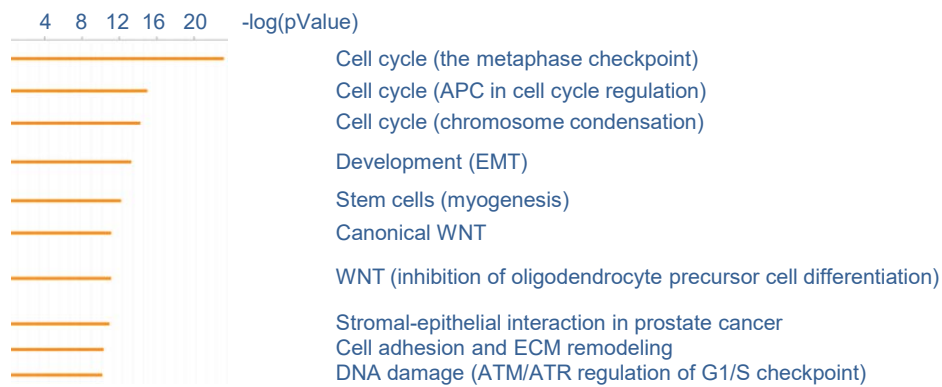 4 8 12 16 20 -log(pValue)
Cell cycle (the metaphase checkpoint)
Cell cycle (APC in cell cycle regulation)
Cell cycle (chromosome condensation)
Development (EMT)
Stem cells (myogenesis)
Canonical WNT
WNT (inhibition of oligodendrocyte precursor cell differentiation)
Stromal-epithelial interaction in prostate cancer
Cell adhesion and ECM remodeling
DNA damage (ATM/ATR regulation of G1/S checkpoint)